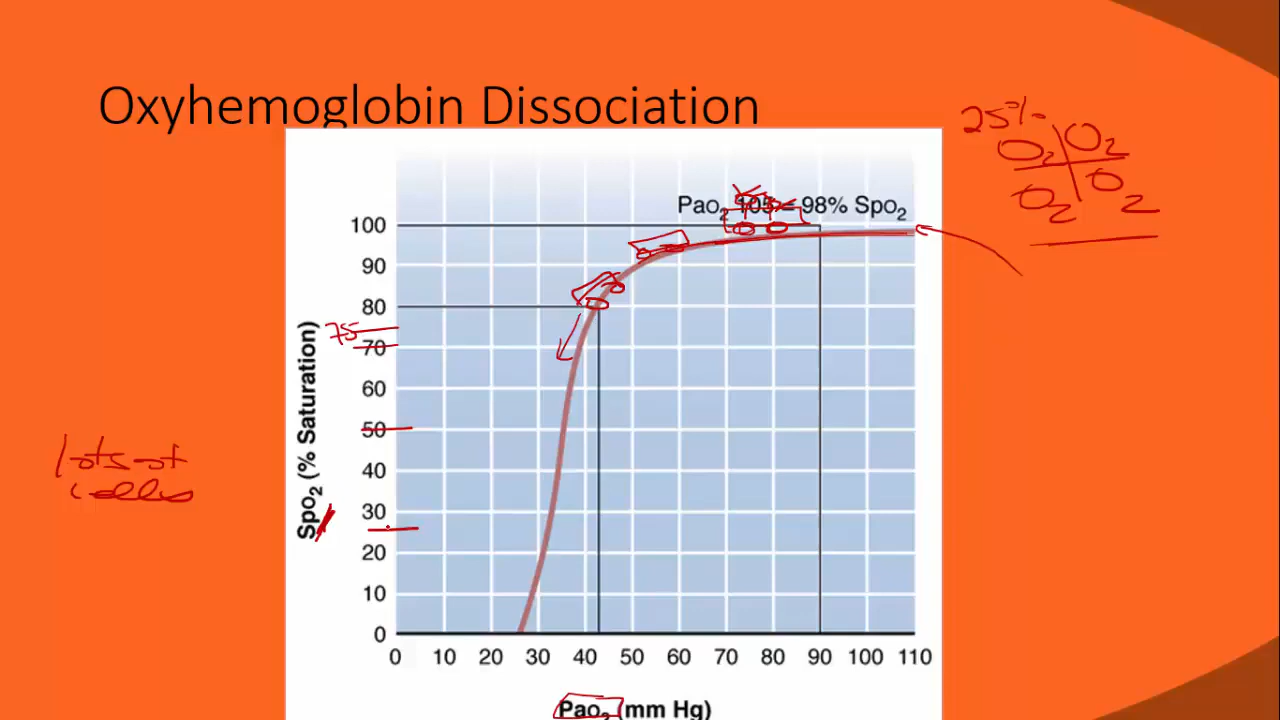 Oxyhemoglobin Dissociation
25%
O2 O2
O2 O2
Pao2 105 = 98% Spo2
100
90
80
75
70
60
50
40
30
20
10
0
Spo2 (% Saturation)
lots of
cells
0 10 20 30 40 50 60 70 80 90 100 110
Pao2 (mm Hg)